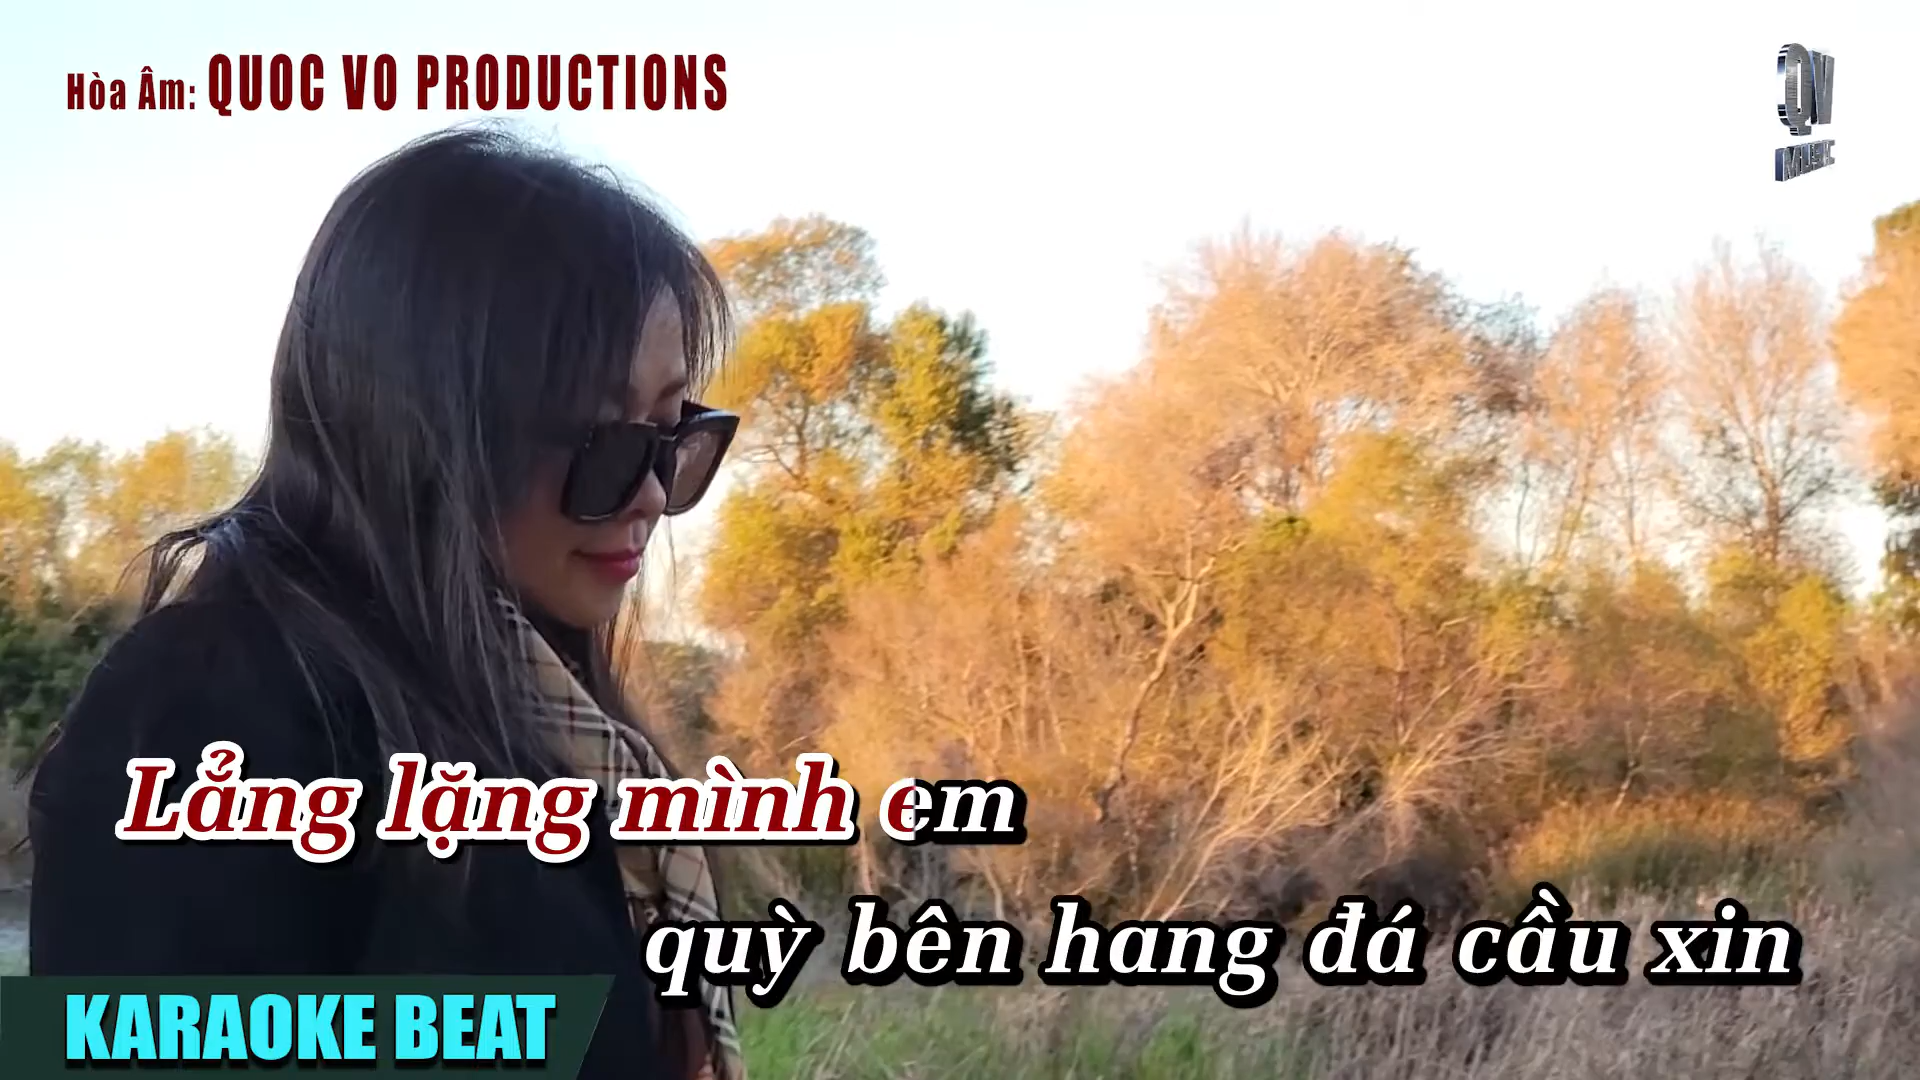 Hòa Âm: QUOC VO PRODUCTIONS
QV
MUSIC
Lẳng lặng mình em
quỳ bên hang đá cầu xin
KARAOKE BEAT